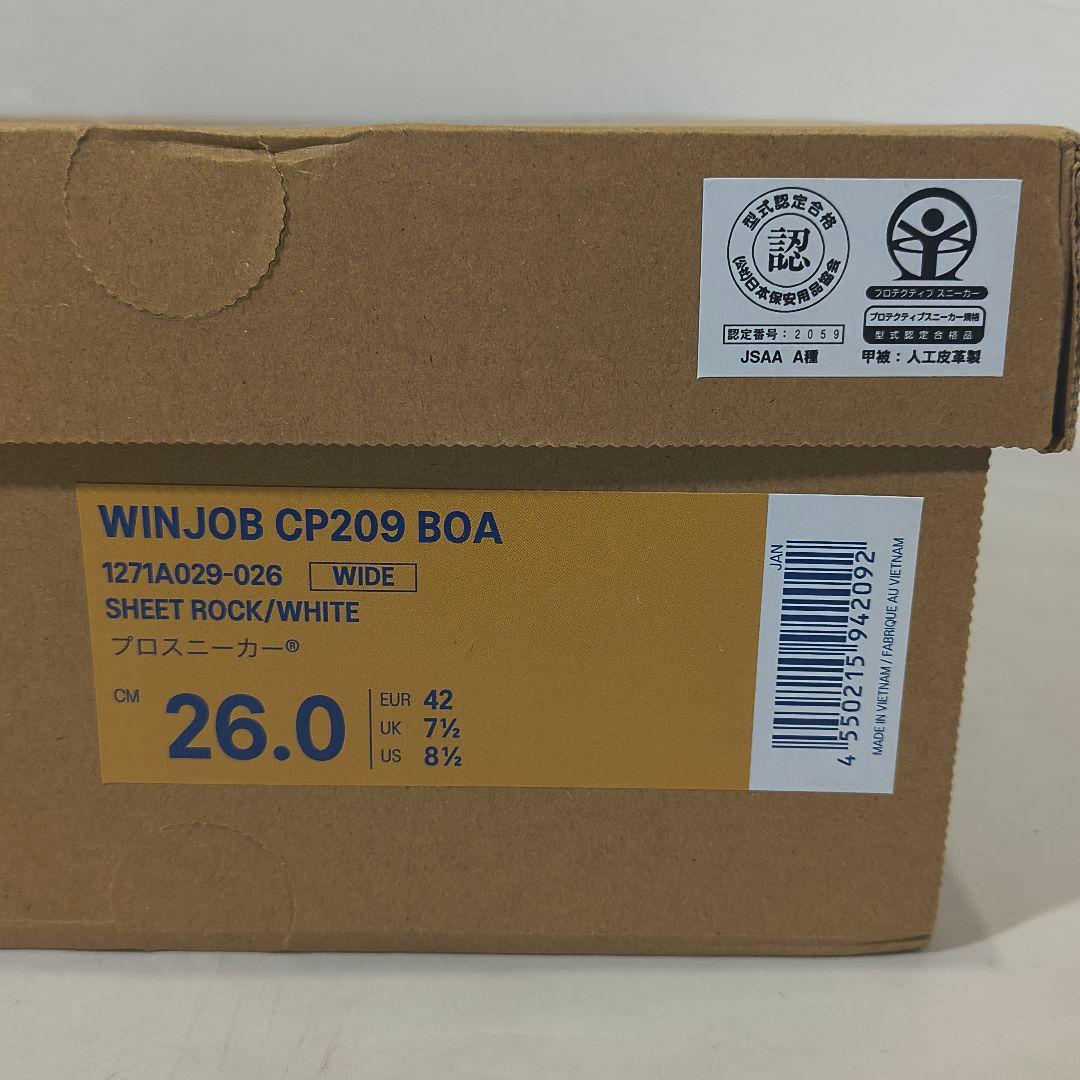 型式認定合格
認
(公社)日本保安用品協会
認定番号:2059
JSAA A種
プロテクティブスニーカー
プロテクティブスニーカー規格
型式認定合格品
甲被:人工皮革製
WINJOB CP209 BOA
1271A029-026 WIDE
SHEET ROCK/WHITE
プロスニーカー®
CM 26.0
EUR 42
UK 7½
US 8½
JAN
4 550215 942092
MADE IN VIETNAM / FABRIQUE AU VIETNAM